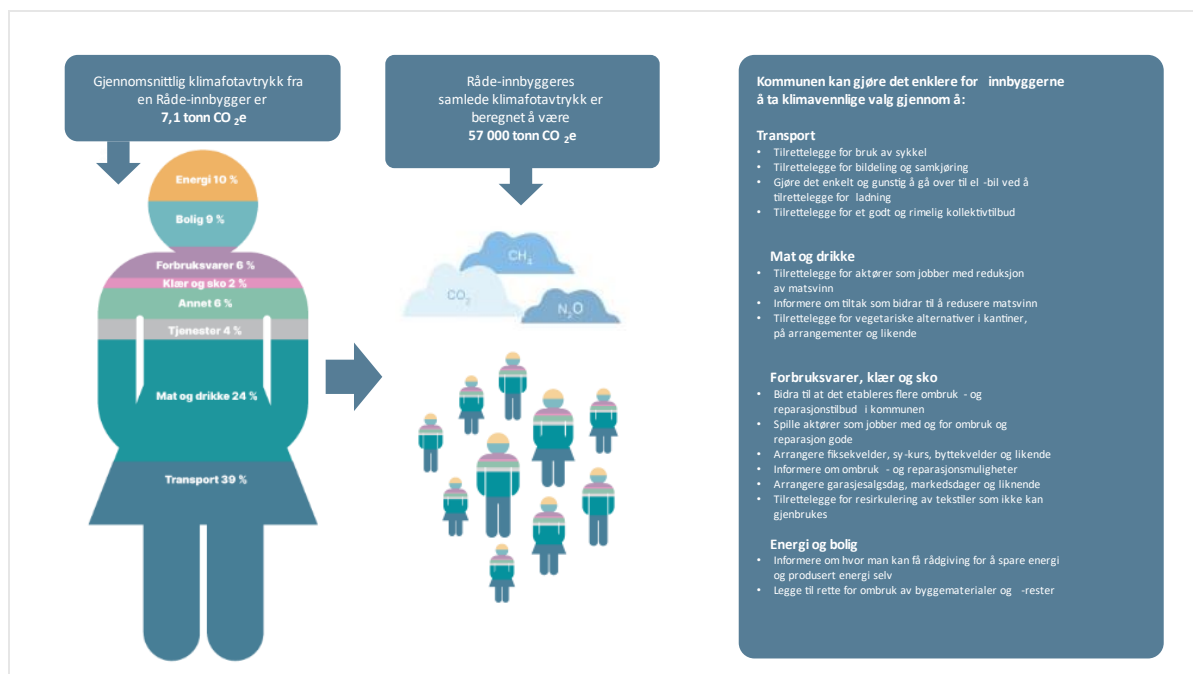 Gjennomsnittlig klimafotavtrykk fra
en Råde-innbygger er
7,1 tonn CO₂e
Råde-innbyggeres
samlede klimafotavtrykk er
beregnet å være
57 000 tonn CO₂e
Energi 10 %
Bolig 9 %
Forbruksvarer 6 %
Klær og sko 2 %
Annet 6 %
Tjenester 4 %
Mat og drikke 24 %
Transport 39 %
CH₄
CO₂
N₂O
Kommunen kan gjøre det enklere for innbyggerne
å ta klimavennlige valg gjennom å:
Transport
• Tilrettelegge for bruk av sykkel
• Tilrettelegge for bildeling og samkjøring
• Gjøre det enkelt og gunstig å gå over til el -bil ved å
tilrettelegge for ladning
• Tilrettelegge for et godt og rimelig kollektivtilbud
Mat og drikke
• Tilrettelegge for aktører som jobber med reduksjon
av matsvinn
• Informere om tiltak som bidrar til å redusere matsvinn
• Tilrettelegge for vegetariske alternativer i kantiner,
på arrangementer og likende
Forbruksvarer, klær og sko
• Bidra til at det etableres flere ombruk - og
reparasjonstilbud i kommunen
• Spille aktører som jobber med og for ombruk og
reparasjon gode
• Arrangere fiksekvelder, sy-kurs, byttekvelder og likende
• Informere om ombruk - og reparasjonsmuligheter
• Arrangere garasjesalgsdag, markedsdager og liknende
• Tilrettelegge for resirkulering av tekstiler som ikke kan
gjenbrukes
Energi og bolig
• Informere om hvor man kan få rådgiving for å spare energi
og produsert energi selv
• Legge til rette for ombruk av byggematerialer og -rester